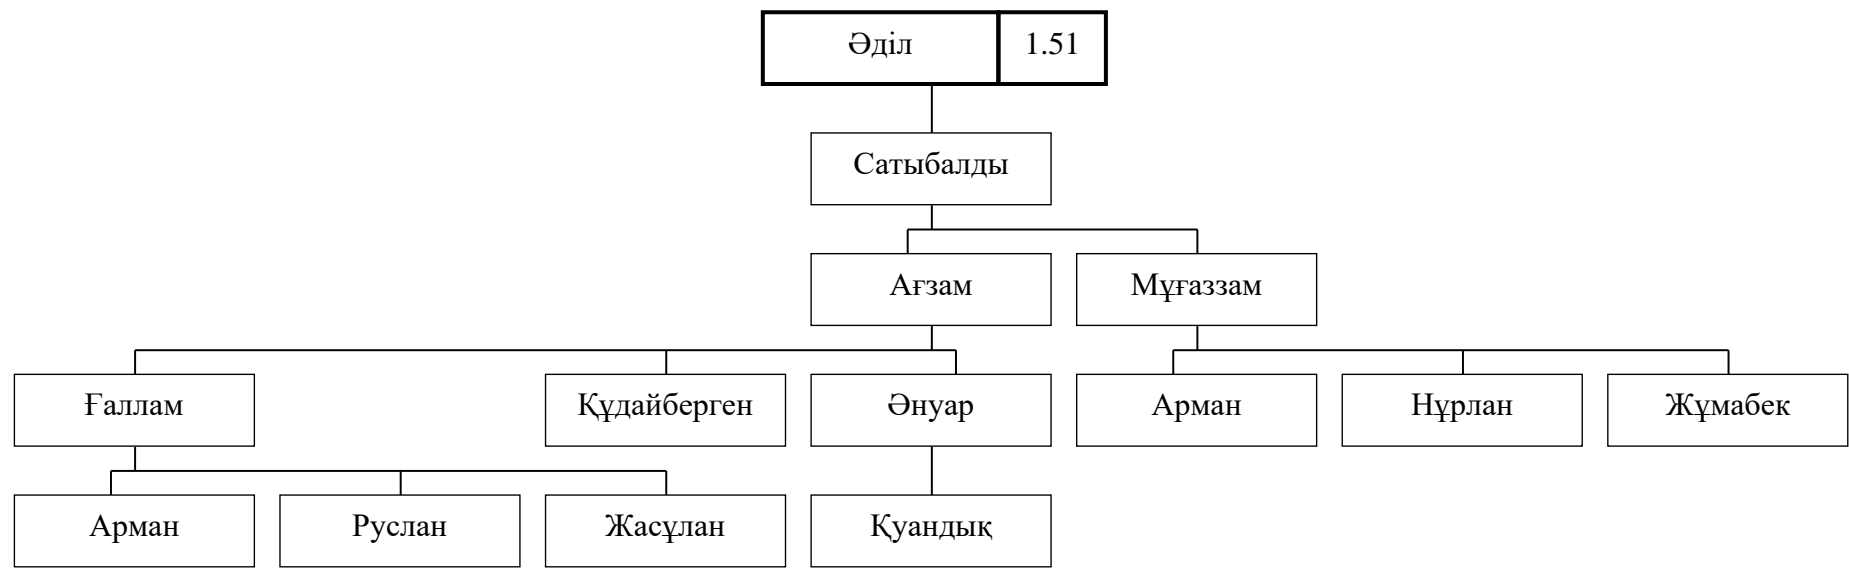 Әділ 1.51
Сатыбалды
Ағзам Мұғаззам
Ғаллам Құдайберген Әнуар Арман Нұрлан Жұмабек
Арман Руслан Жасұлан Қуандық